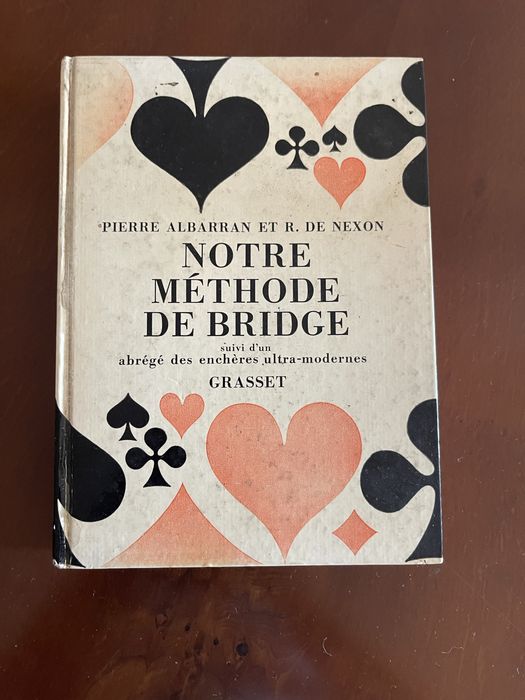 PIERRE ALBARRAN ET R. DE NEXON
NOTRE
MÉTHODE
DE BRIDGE
suivi d'un
abrégé des enchères ultra-modernes
GRASSET